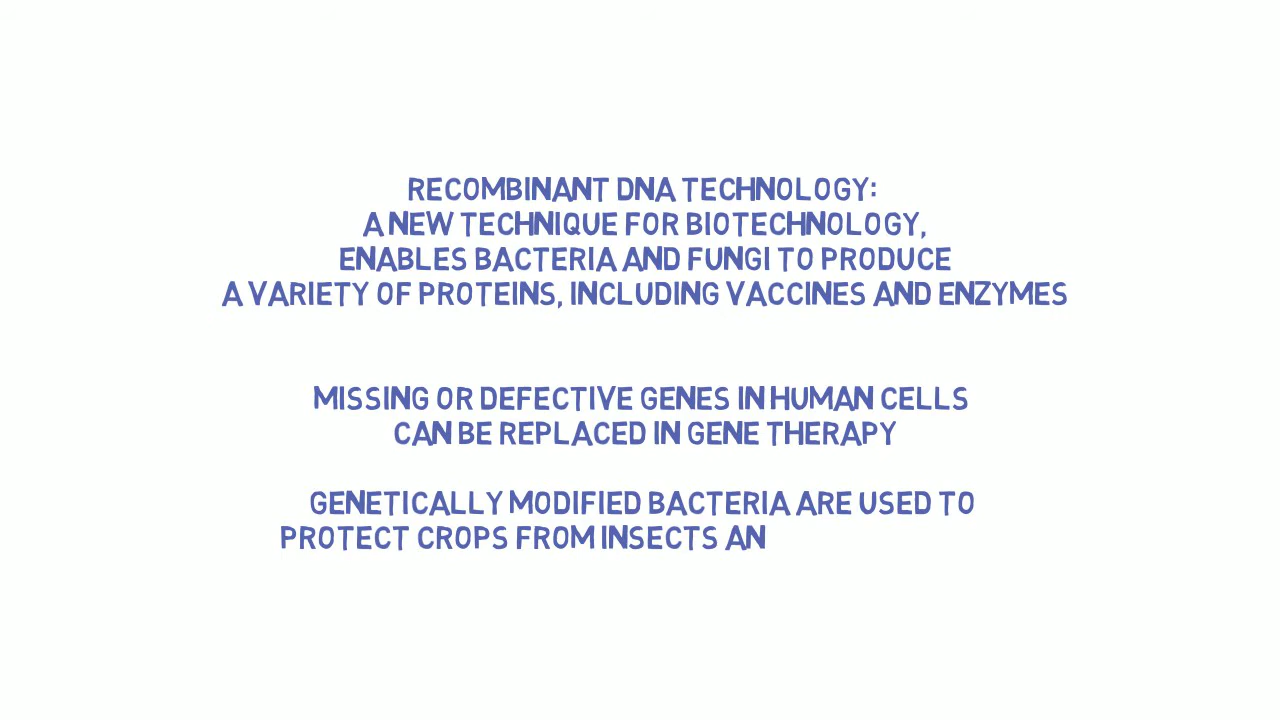 RECOMBINANT DNA TECHNOLOGY:
A NEW TECHNIQUE FOR BIOTECHNOLOGY,
ENABLES BACTERIA AND FUNGI TO PRODUCE
A VARIETY OF PROTEINS, INCLUDING VACCINES AND ENZYMES
MISSING OR DEFECTIVE GENES IN HUMAN CELLS
CAN BE REPLACED IN GENE THERAPY
GENETICALLY MODIFIED BACTERIA ARE USED TO
PROTECT CROPS FROM INSECTS AN